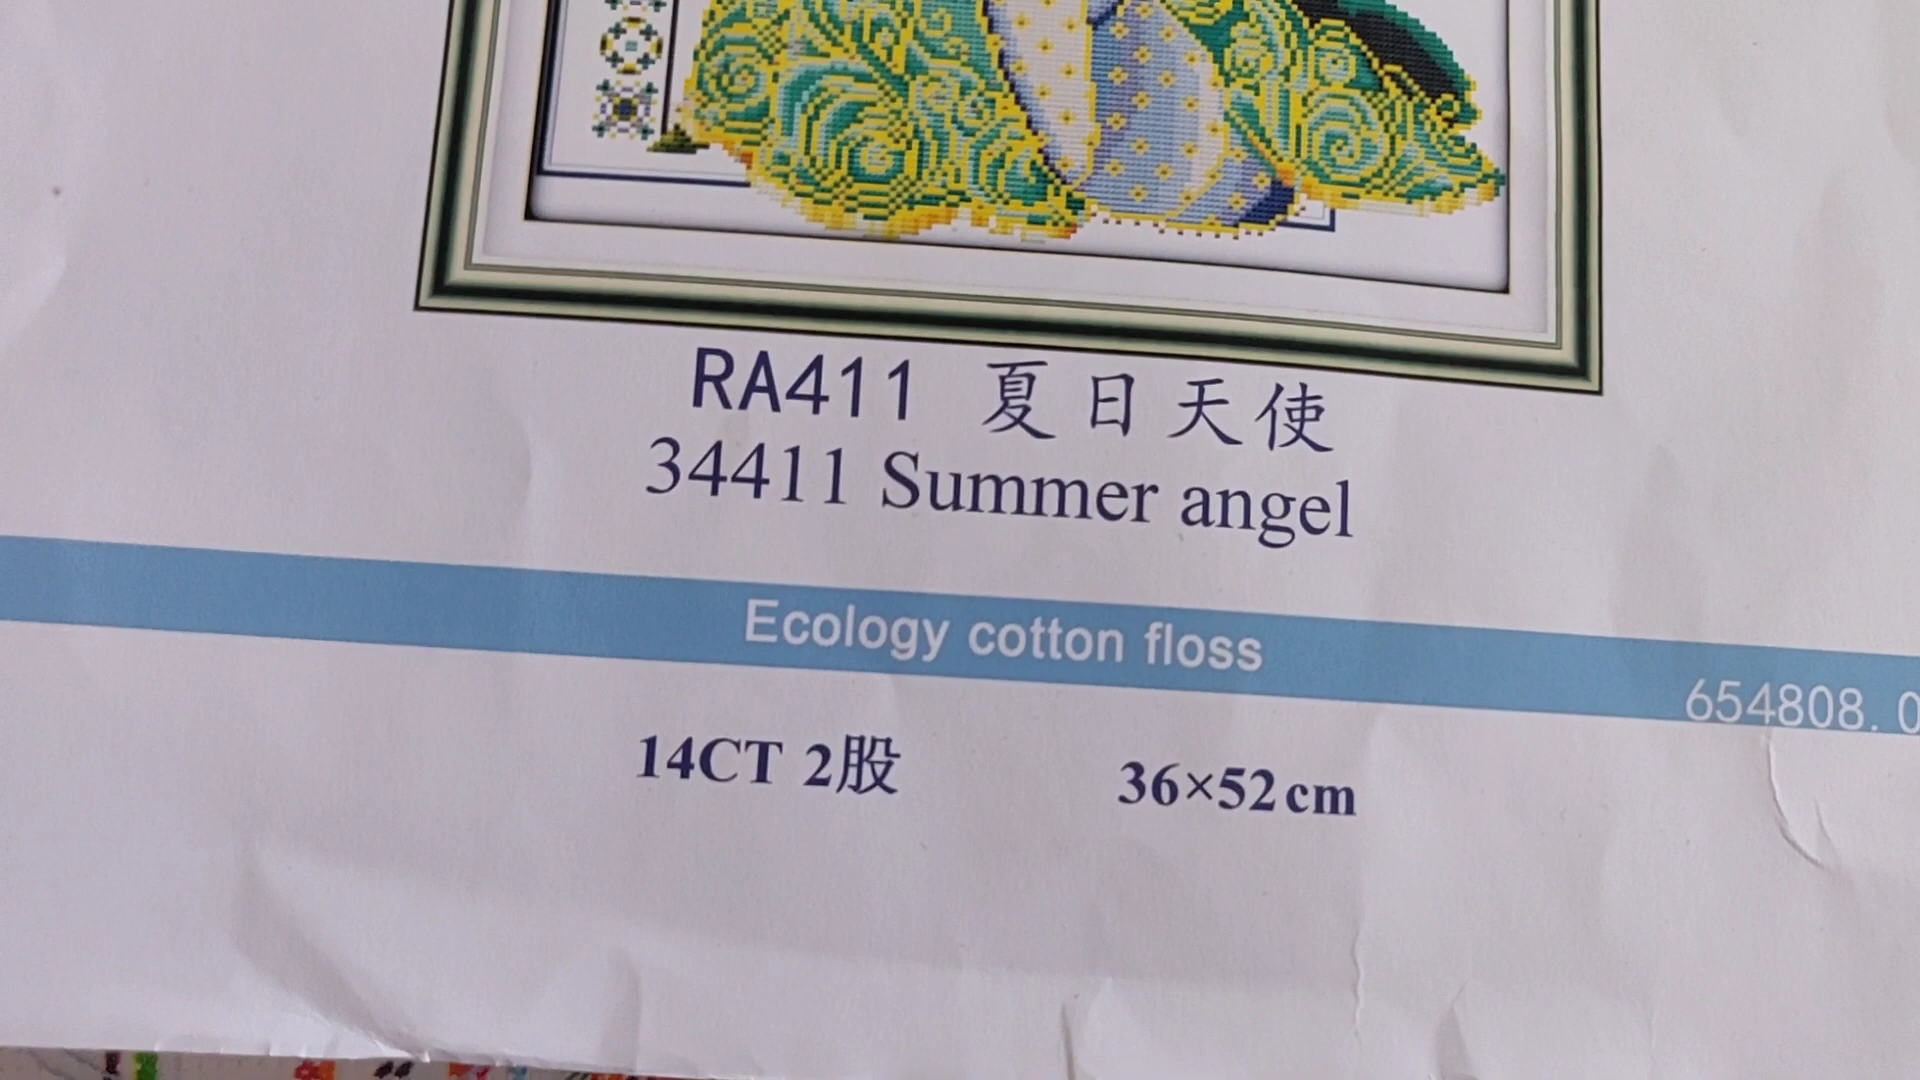 RA411 夏日天使
34411 Summer angel
Ecology cotton floss
654808.0
14CT 2股 36×52cm